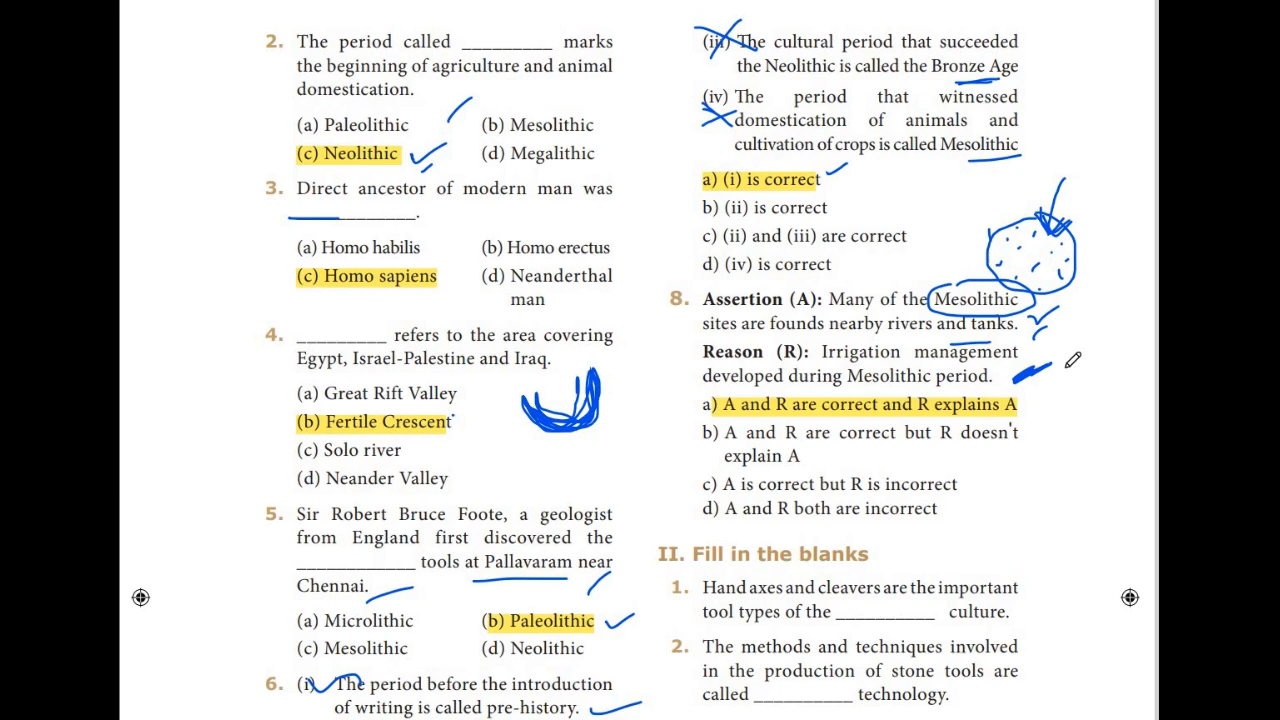 2. The period called _________ marks
the beginning of agriculture and animal
domestication.
(a) Paleolithic (b) Mesolithic
(c) Neolithic (d) Megalithic
3. Direct ancestor of modern man was
____________.
(a) Homo habilis (b) Homo erectus
(c) Homo sapiens (d) Neanderthal
man
4. _________ refers to the area covering
Egypt, Israel-Palestine and Iraq.
(a) Great Rift Valley
(b) Fertile Crescent
(c) Solo river
(d) Neander Valley
5. Sir Robert Bruce Foote, a geologist
from England first discovered the
____________ tools at Pallavaram near
Chennai.
(a) Microlithic (b) Paleolithic
(c) Mesolithic (d) Neolithic
6. (i) The period before the introduction
of writing is called pre-history.
(iii) The cultural period that succeeded
the Neolithic is called the Bronze Age
(iv) The period that witnessed
domestication of animals and
cultivation of crops is called Mesolithic
a) (i) is correct
b) (ii) is correct
c) (ii) and (iii) are correct
d) (iv) is correct
8. Assertion (A): Many of the Mesolithic
sites are founds nearby rivers and tanks.
Reason (R): Irrigation management
developed during Mesolithic period.
a) A and R are correct and R explains A
b) A and R are correct but R doesn't
explain A
c) A is correct but R is incorrect
d) A and R both are incorrect
II. Fill in the blanks
1. Hand axes and cleavers are the important
tool types of the __________ culture.
2. The methods and techniques involved
in the production of stone tools are
called __________ technology.